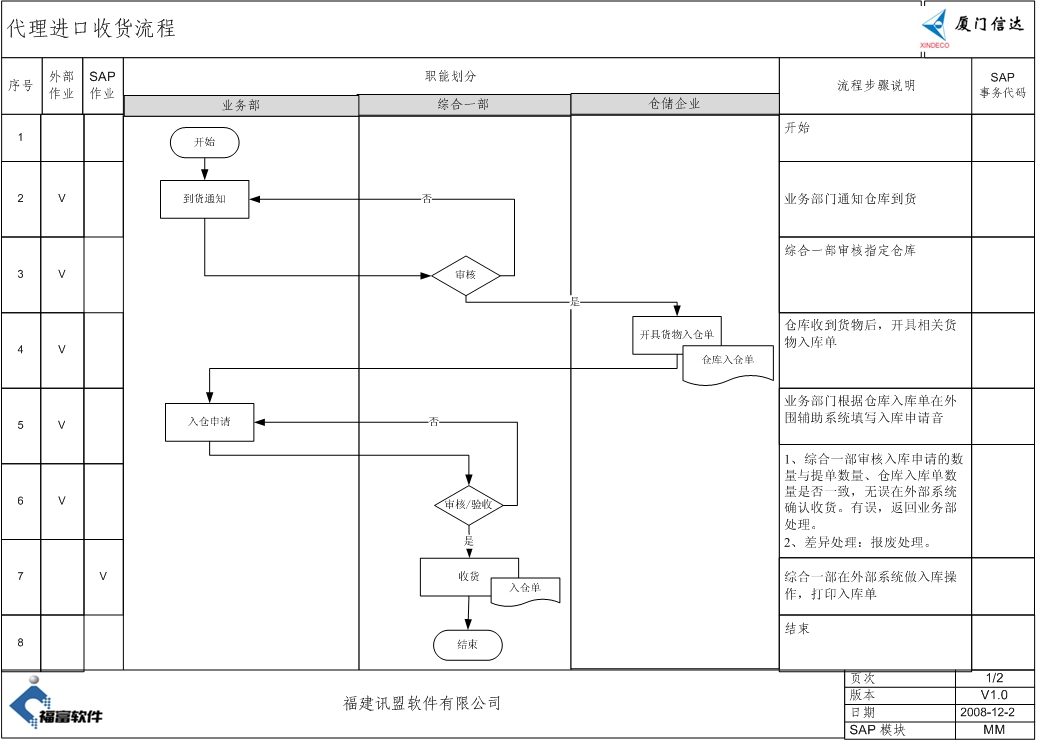 代理进口收货流程
厦门信达
XINDECO
序号
外部
作业
SAP
作业
职能划分
业务部
综合一部
仓储企业
流程步骤说明
SAP
事务代码
1
开始
开始
2
V
到货通知
否
业务部门通知仓库到货
3
V
审核
是
综合一部审核指定仓库
4
V
开具货物入仓单
仓库入仓单
仓库收到货物后，开具相关货
物入库单
5
V
入仓申请
否
业务部门根据仓库入库单在外
围辅助系统填写入库申请音
6
V
审核/验收
是
1、综合一部审核入库申请的数
量与提单数量、仓库入库单数
量是否一致，无误在外部系统
确认收货。有误，返回业务部
处理。
2、差异处理：报废处理。
7
V
收货
入仓单
综合一部在外部系统做入库操
作，打印入库单
8
结束
结束
福富软件
福建讯盟软件有限公司
页次 1/2
版本 V1.0
日期 2008-12-2
SAP 模块 MM